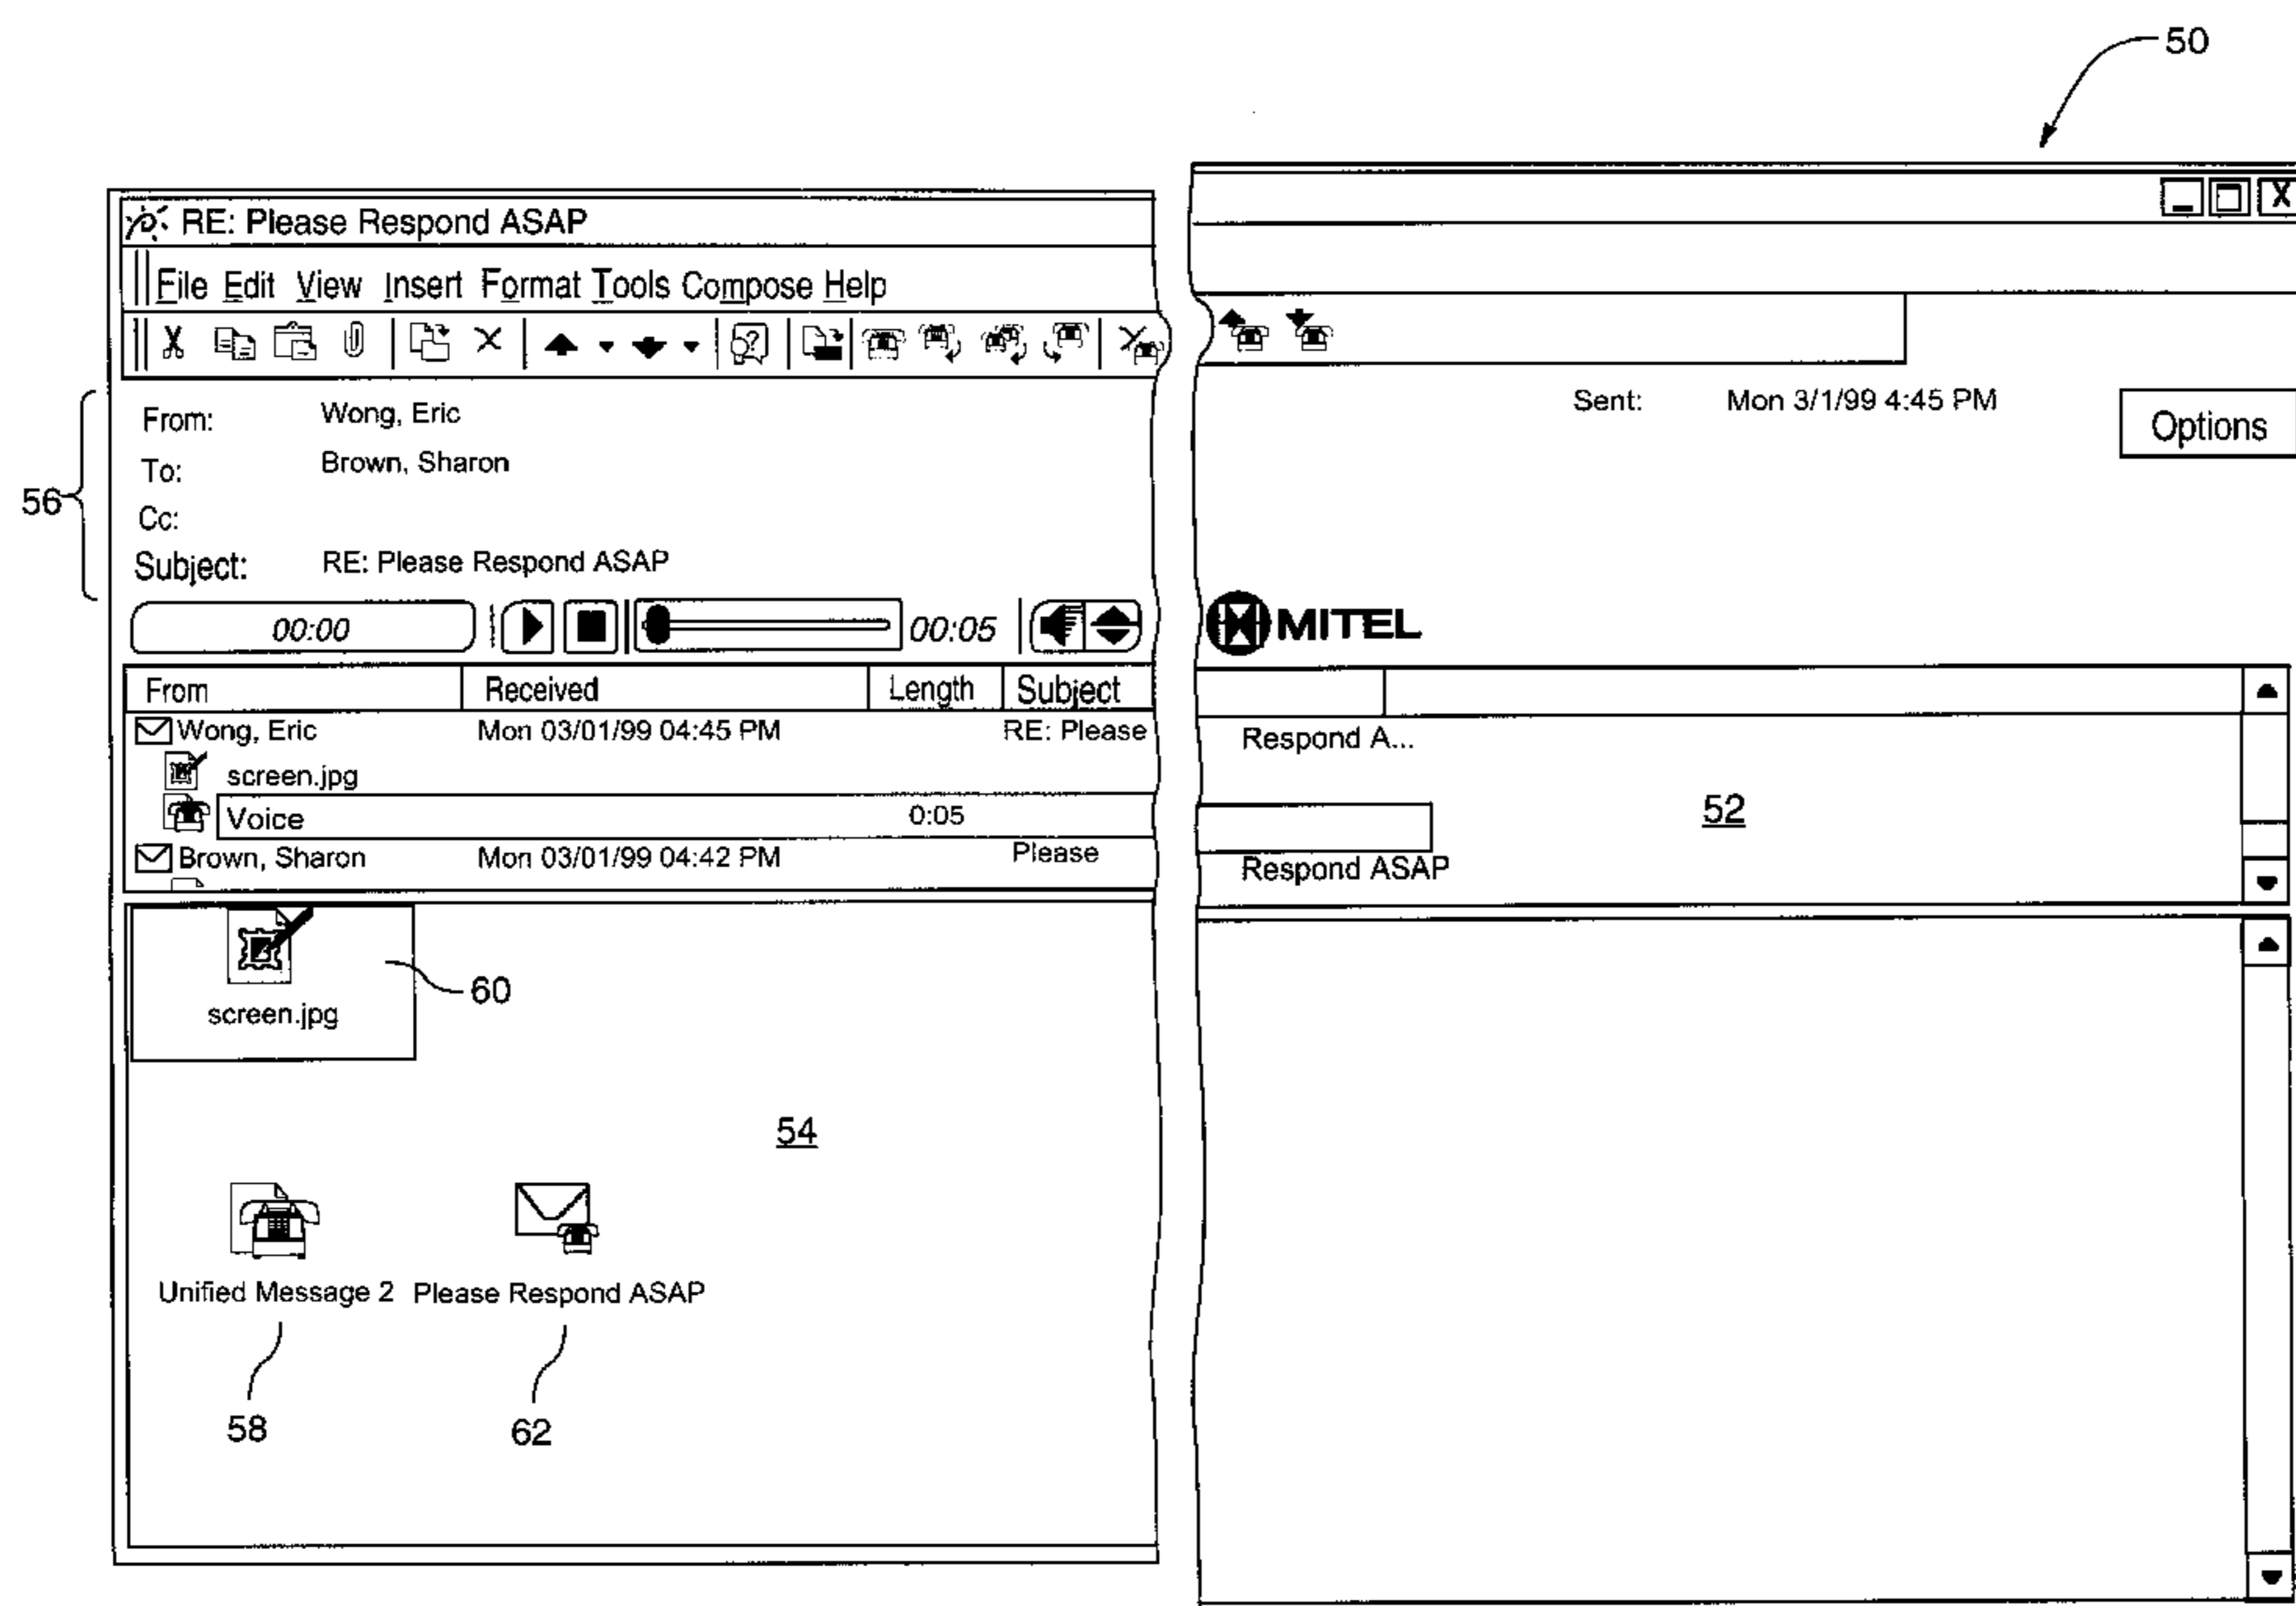 50
RE: Please Respond ASAP
X
File Edit View Insert Format Tools Compose Help
From: Wong, Eric
Sent: Mon 3/1/99 4:45 PM
Options
To: Brown, Sharon
56
Cc:
Subject: RE: Please Respond ASAP
00:00 00:05 MITEL
From Received Length Subject
Wong, Eric Mon 03/01/99 04:45 PM RE: Please Respond A...
screen.jpg
Voice 0:05
52
Brown, Sharon Mon 03/01/99 04:42 PM Please Respond ASAP
60
screen.jpg
54
Unified Message 2 Please Respond ASAP
58 62